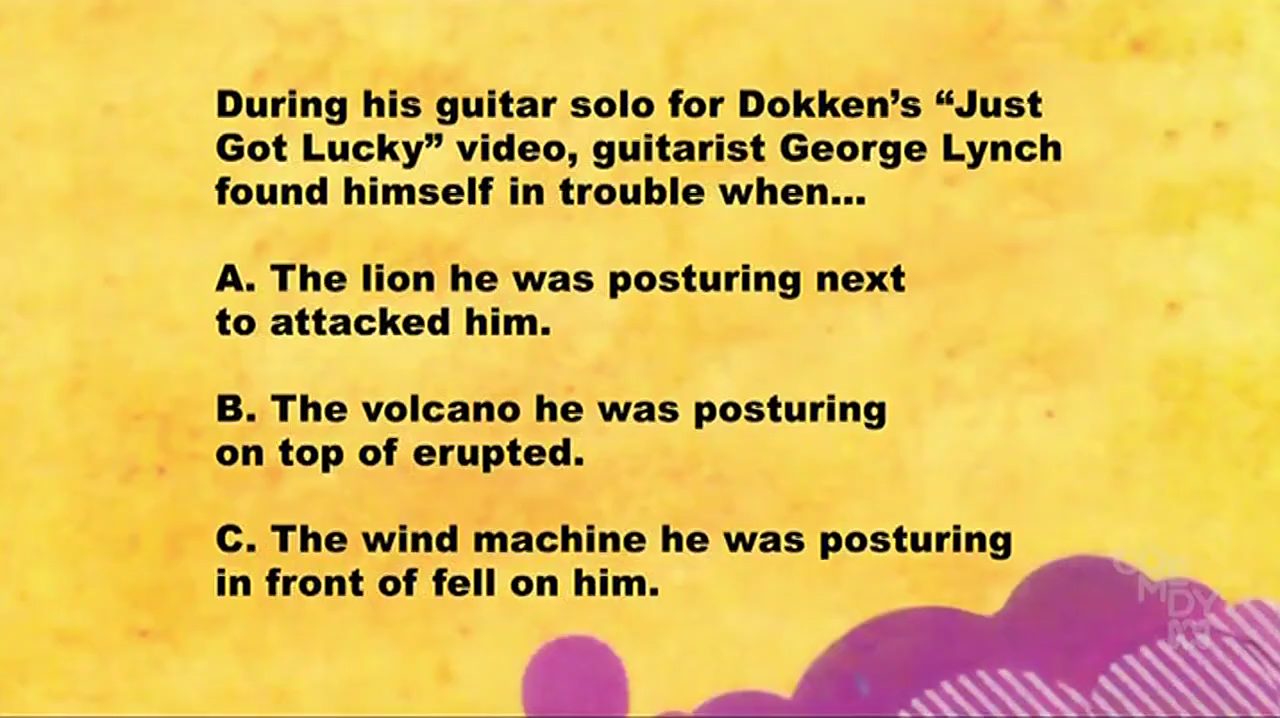 During his guitar solo for Dokken’s “Just
Got Lucky” video, guitarist George Lynch
found himself in trouble when...
A. The lion he was posturing next
to attacked him.
B. The volcano he was posturing
on top of erupted.
C. The wind machine he was posturing
in front of fell on him.
COMEDY
ABC